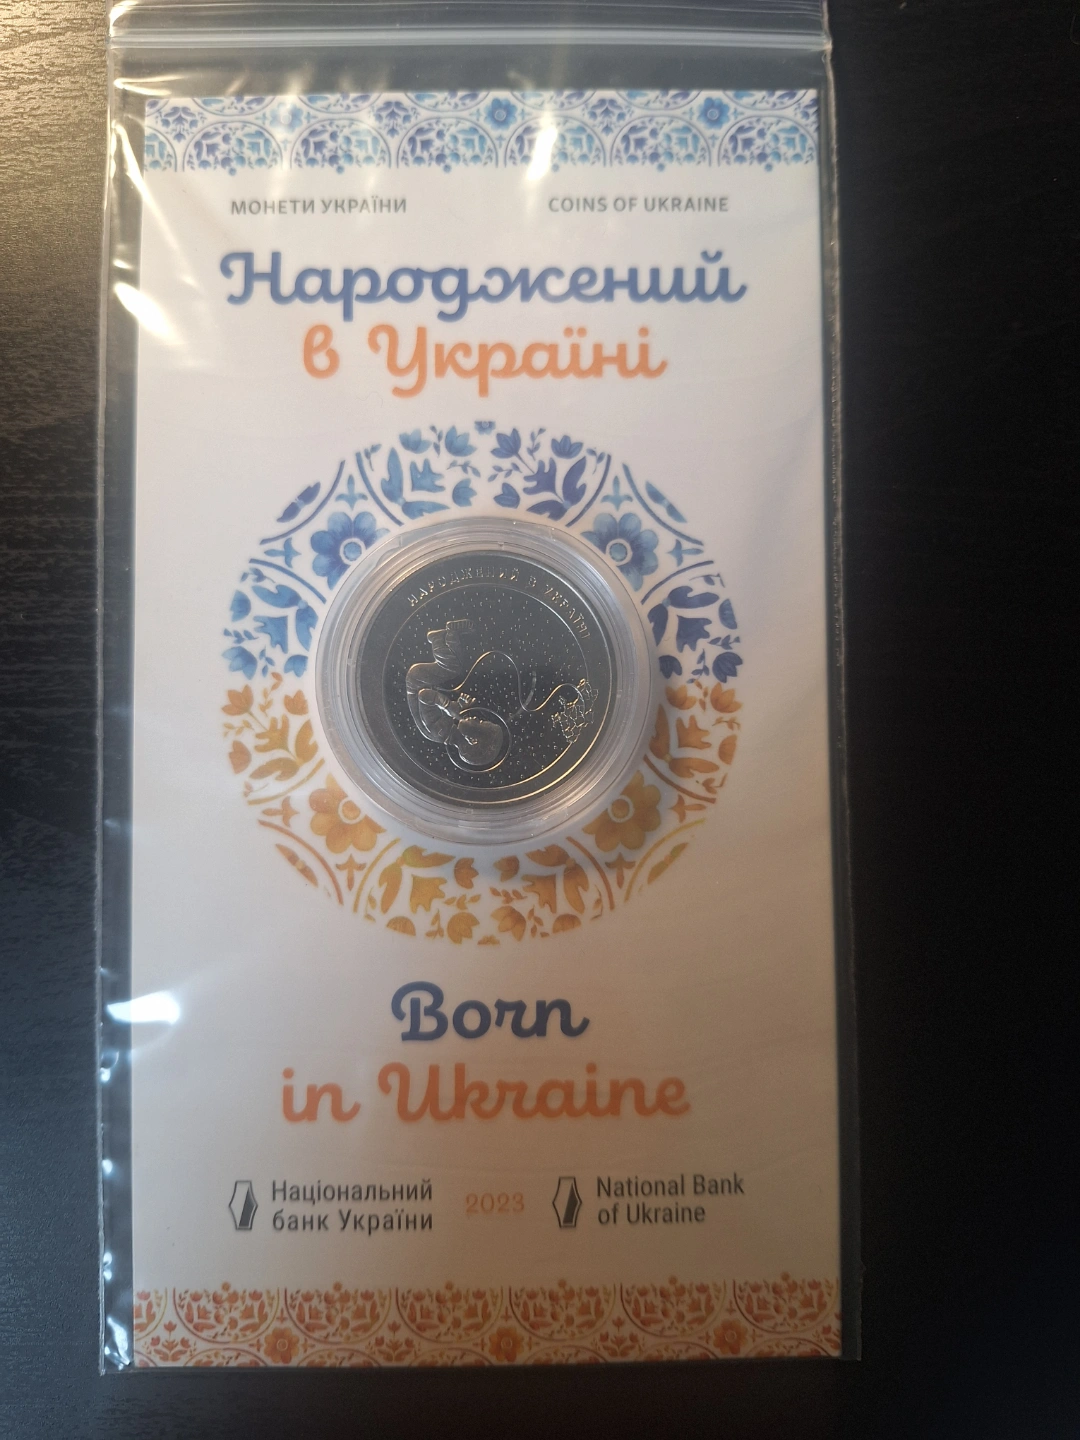 МОНЕТИ УКРАЇНИ
COINS OF UKRAINE
Народжений
в Україні
НАРОДЖЕНИЙ В УКРАЇНІ
Born
in Ukraine
Національний
банк України
2023
National Bank
of Ukraine